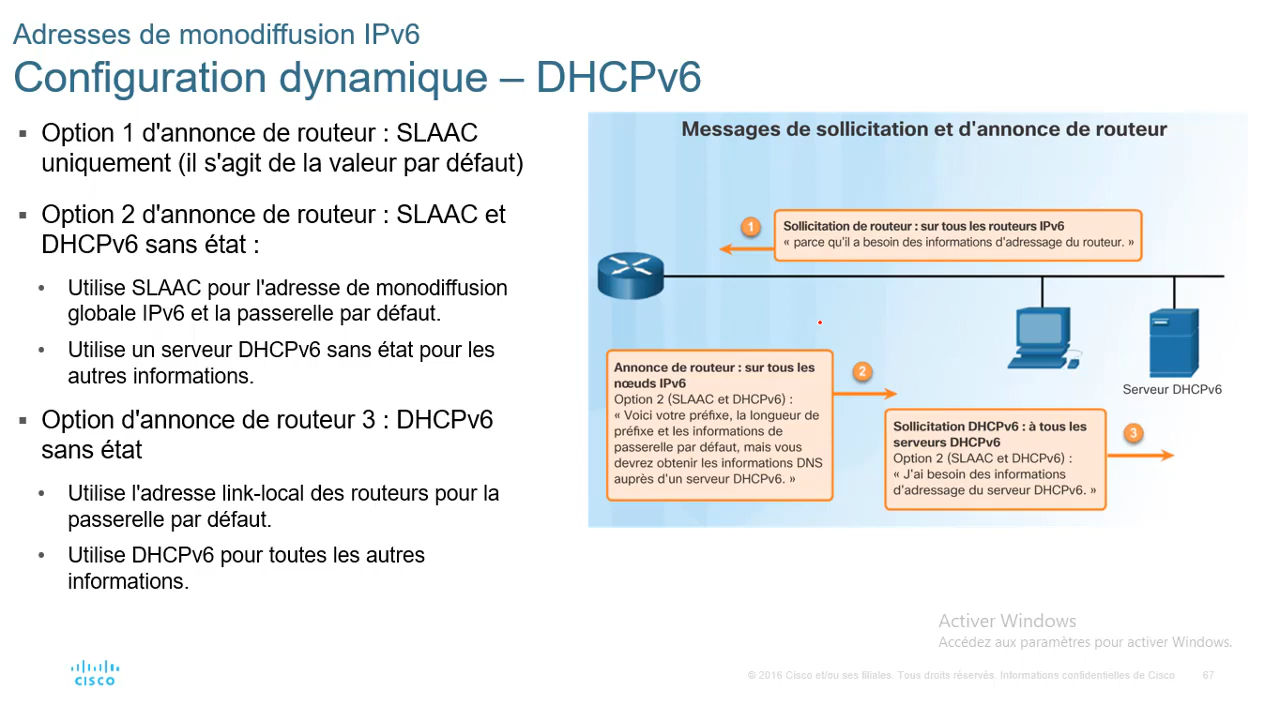 Adresses de monodiffusion IPv6
Configuration dynamique – DHCPv6
▪ Option 1 d'annonce de routeur : SLAAC
uniquement (il s'agit de la valeur par défaut)
▪ Option 2 d'annonce de routeur : SLAAC et
DHCPv6 sans état :
• Utilise SLAAC pour l'adresse de monodiffusion
globale IPv6 et la passerelle par défaut.
• Utilise un serveur DHCPv6 sans état pour les
autres informations.
▪ Option d'annonce de routeur 3 : DHCPv6
sans état
• Utilise l'adresse link-local des routeurs pour la
passerelle par défaut.
• Utilise DHCPv6 pour toutes les autres
informations.
Messages de sollicitation et d'annonce de routeur
1
Sollicitation de routeur : sur tous les routeurs IPv6
« parce qu'il a besoin des informations d'adressage du routeur. »
Serveur DHCPv6
Annonce de routeur : sur tous les
nœuds IPv6
Option 2 (SLAAC et DHCPv6) :
« Voici votre préfixe, la longueur de
préfixe et les informations de
passerelle par défaut, mais vous
devrez obtenir les informations DNS
auprès d'un serveur DHCPv6. »
2
Sollicitation DHCPv6 : à tous les
serveurs DHCPv6
Option 2 (SLAAC et DHCPv6) :
« J'ai besoin des informations
d'adressage du serveur DHCPv6. »
3
Activer Windows
Accédez aux paramètres pour activer Windows.
CISCO
© 2016 Cisco et/ou ses filiales. Tous droits réservés. Informations confidentielles de Cisco
67